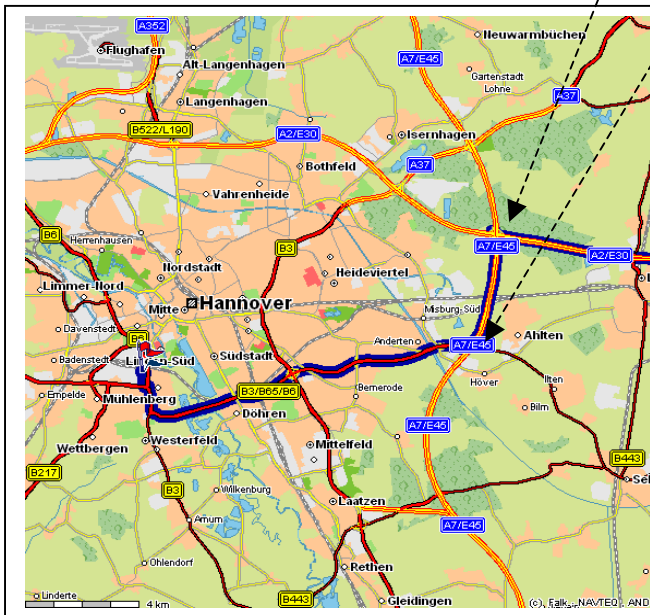 A352
Neuwarmbüchen
Flughafen
Alt-Langenhagen
A7/E45
Gartenstadt
Lohne
Langenhagen
A37
B522/L190
A2/E30
Isernhagen
Bothfeld
A37
Vahrenheide
B6
Herrenhausen
B3
A7/E45
A2/E30
Nordstadt
Heideviertel
Limmer-Nord
Mitte
Hannover
Misburg-Süd
Davenstedt
B6
Anderten
Ahlten
A7/E45
Badenstedt
Südstadt
Höver
Ilten
Empelde
Mühlenberg
B3/B65/B6
Bemerode
Döhren
Bilm
A7/E45
Wettbergen
Westerfeld
Mittelfeld
B443
B217
B3
Wilkenburg
Laatzen
Arnum
A7/E45
Ohlendorf
Rethen
Linderte
B443
Gleidingen
4 km
(c) Falk, NAVTEQ, AND